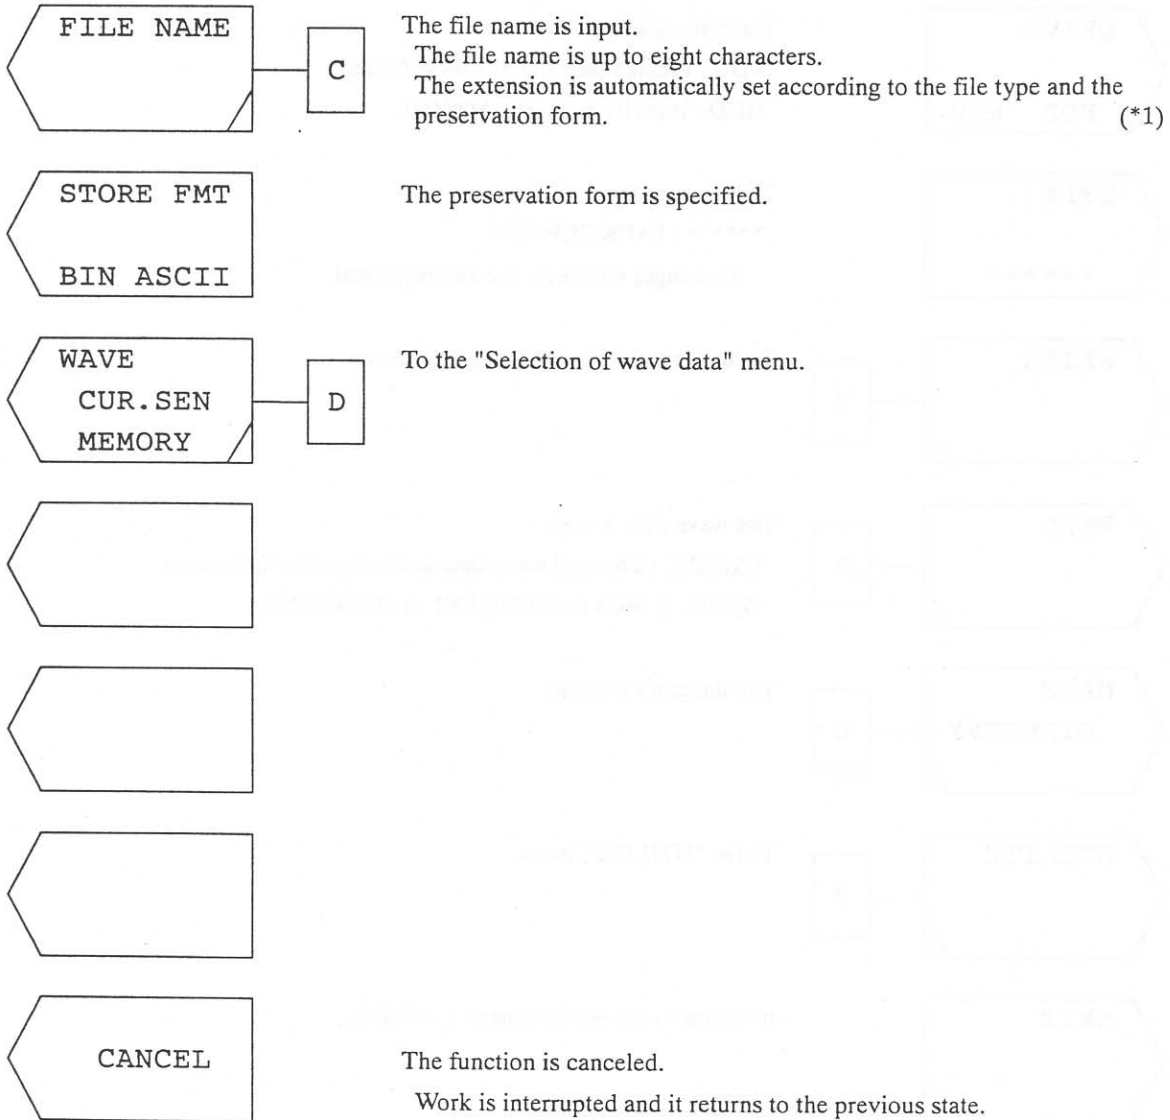 FILE NAME
C
The file name is input.
The file name is up to eight characters.
The extension is automatically set according to the file type and the
preservation form. (*1)
STORE FMT
BIN ASCII
The preservation form is specified.
WAVE
CUR.SEN
MEMORY
D
To the "Selection of wave data" menu.
CANCEL
The function is canceled.
Work is interrupted and it returns to the previous state.